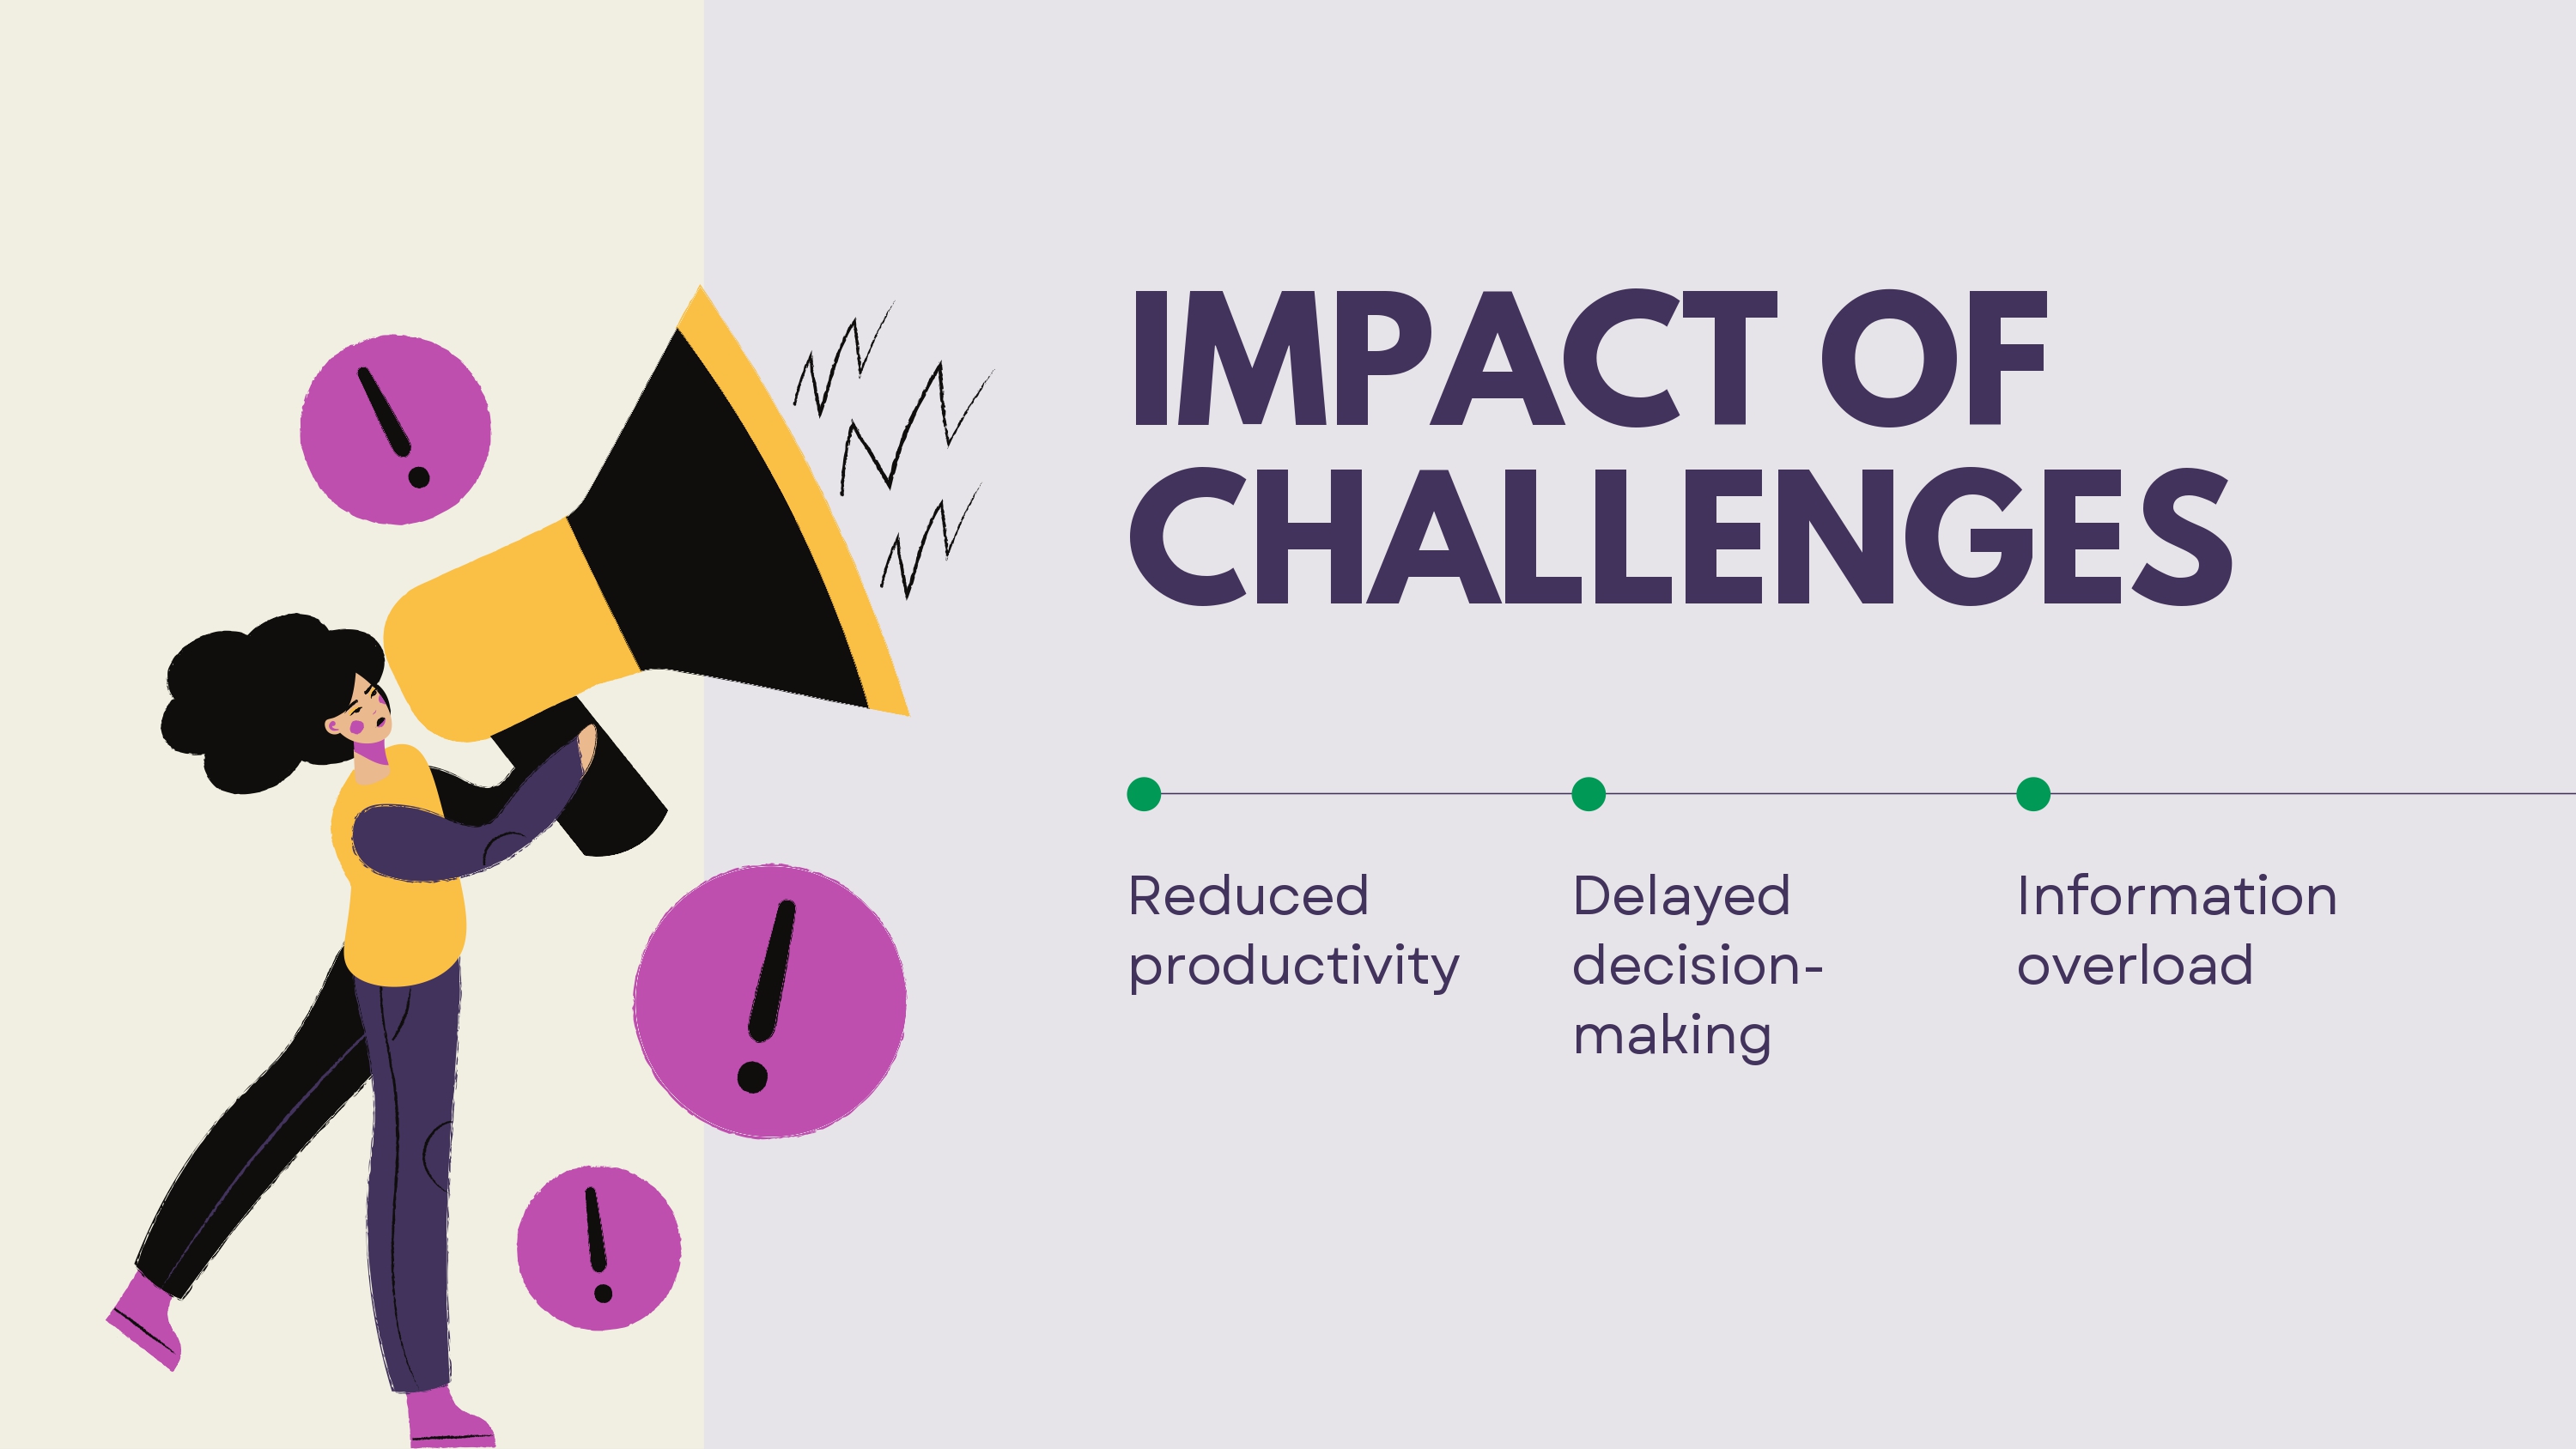 IMPACT OF
CHALLENGES
Reduced
productivity
Delayed
decision-
making
Information
overload